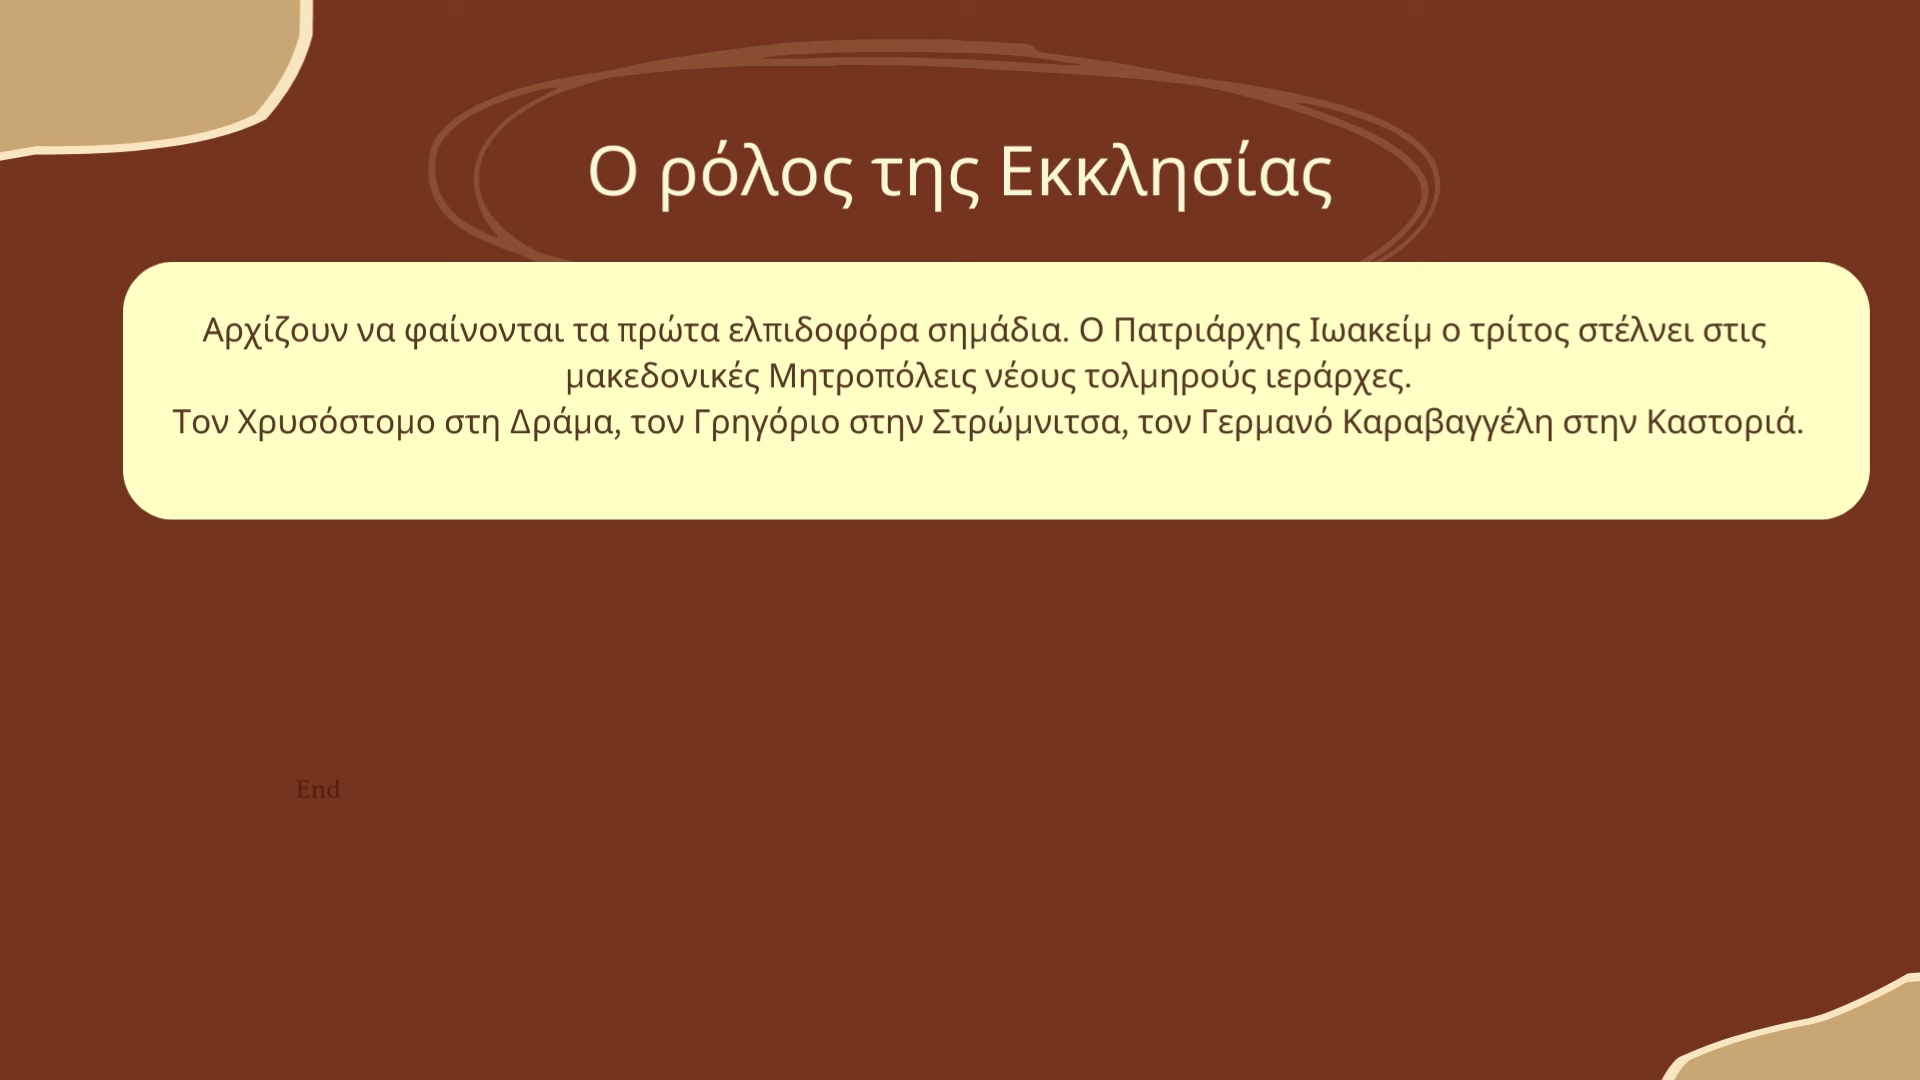 Ο ρόλος της Εκκλησίας
Αρχίζουν να φαίνονται τα πρώτα ελπιδοφόρα σημάδια. Ο Πατριάρχης Ιωακείμ ο τρίτος στέλνει στις
μακεδονικές Μητροπόλεις νέους τολμηρούς ιεράρχες.
Τον Χρυσόστομο στη Δράμα, τον Γρηγόριο στην Στρώμνιτσα, τον Γερμανό Καραβαγγέλη στην Καστοριά.
End